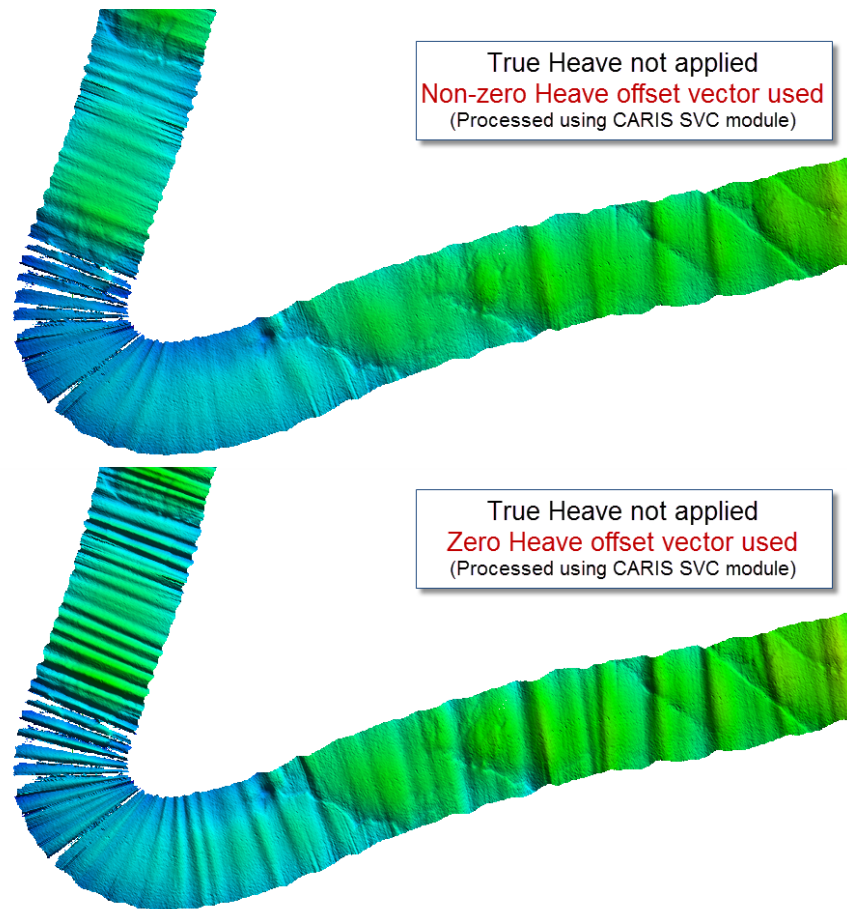 True Heave not applied
Non-zero Heave offset vector used
(Processed using CARIS SVC module)
True Heave not applied
Zero Heave offset vector used
(Processed using CARIS SVC module)